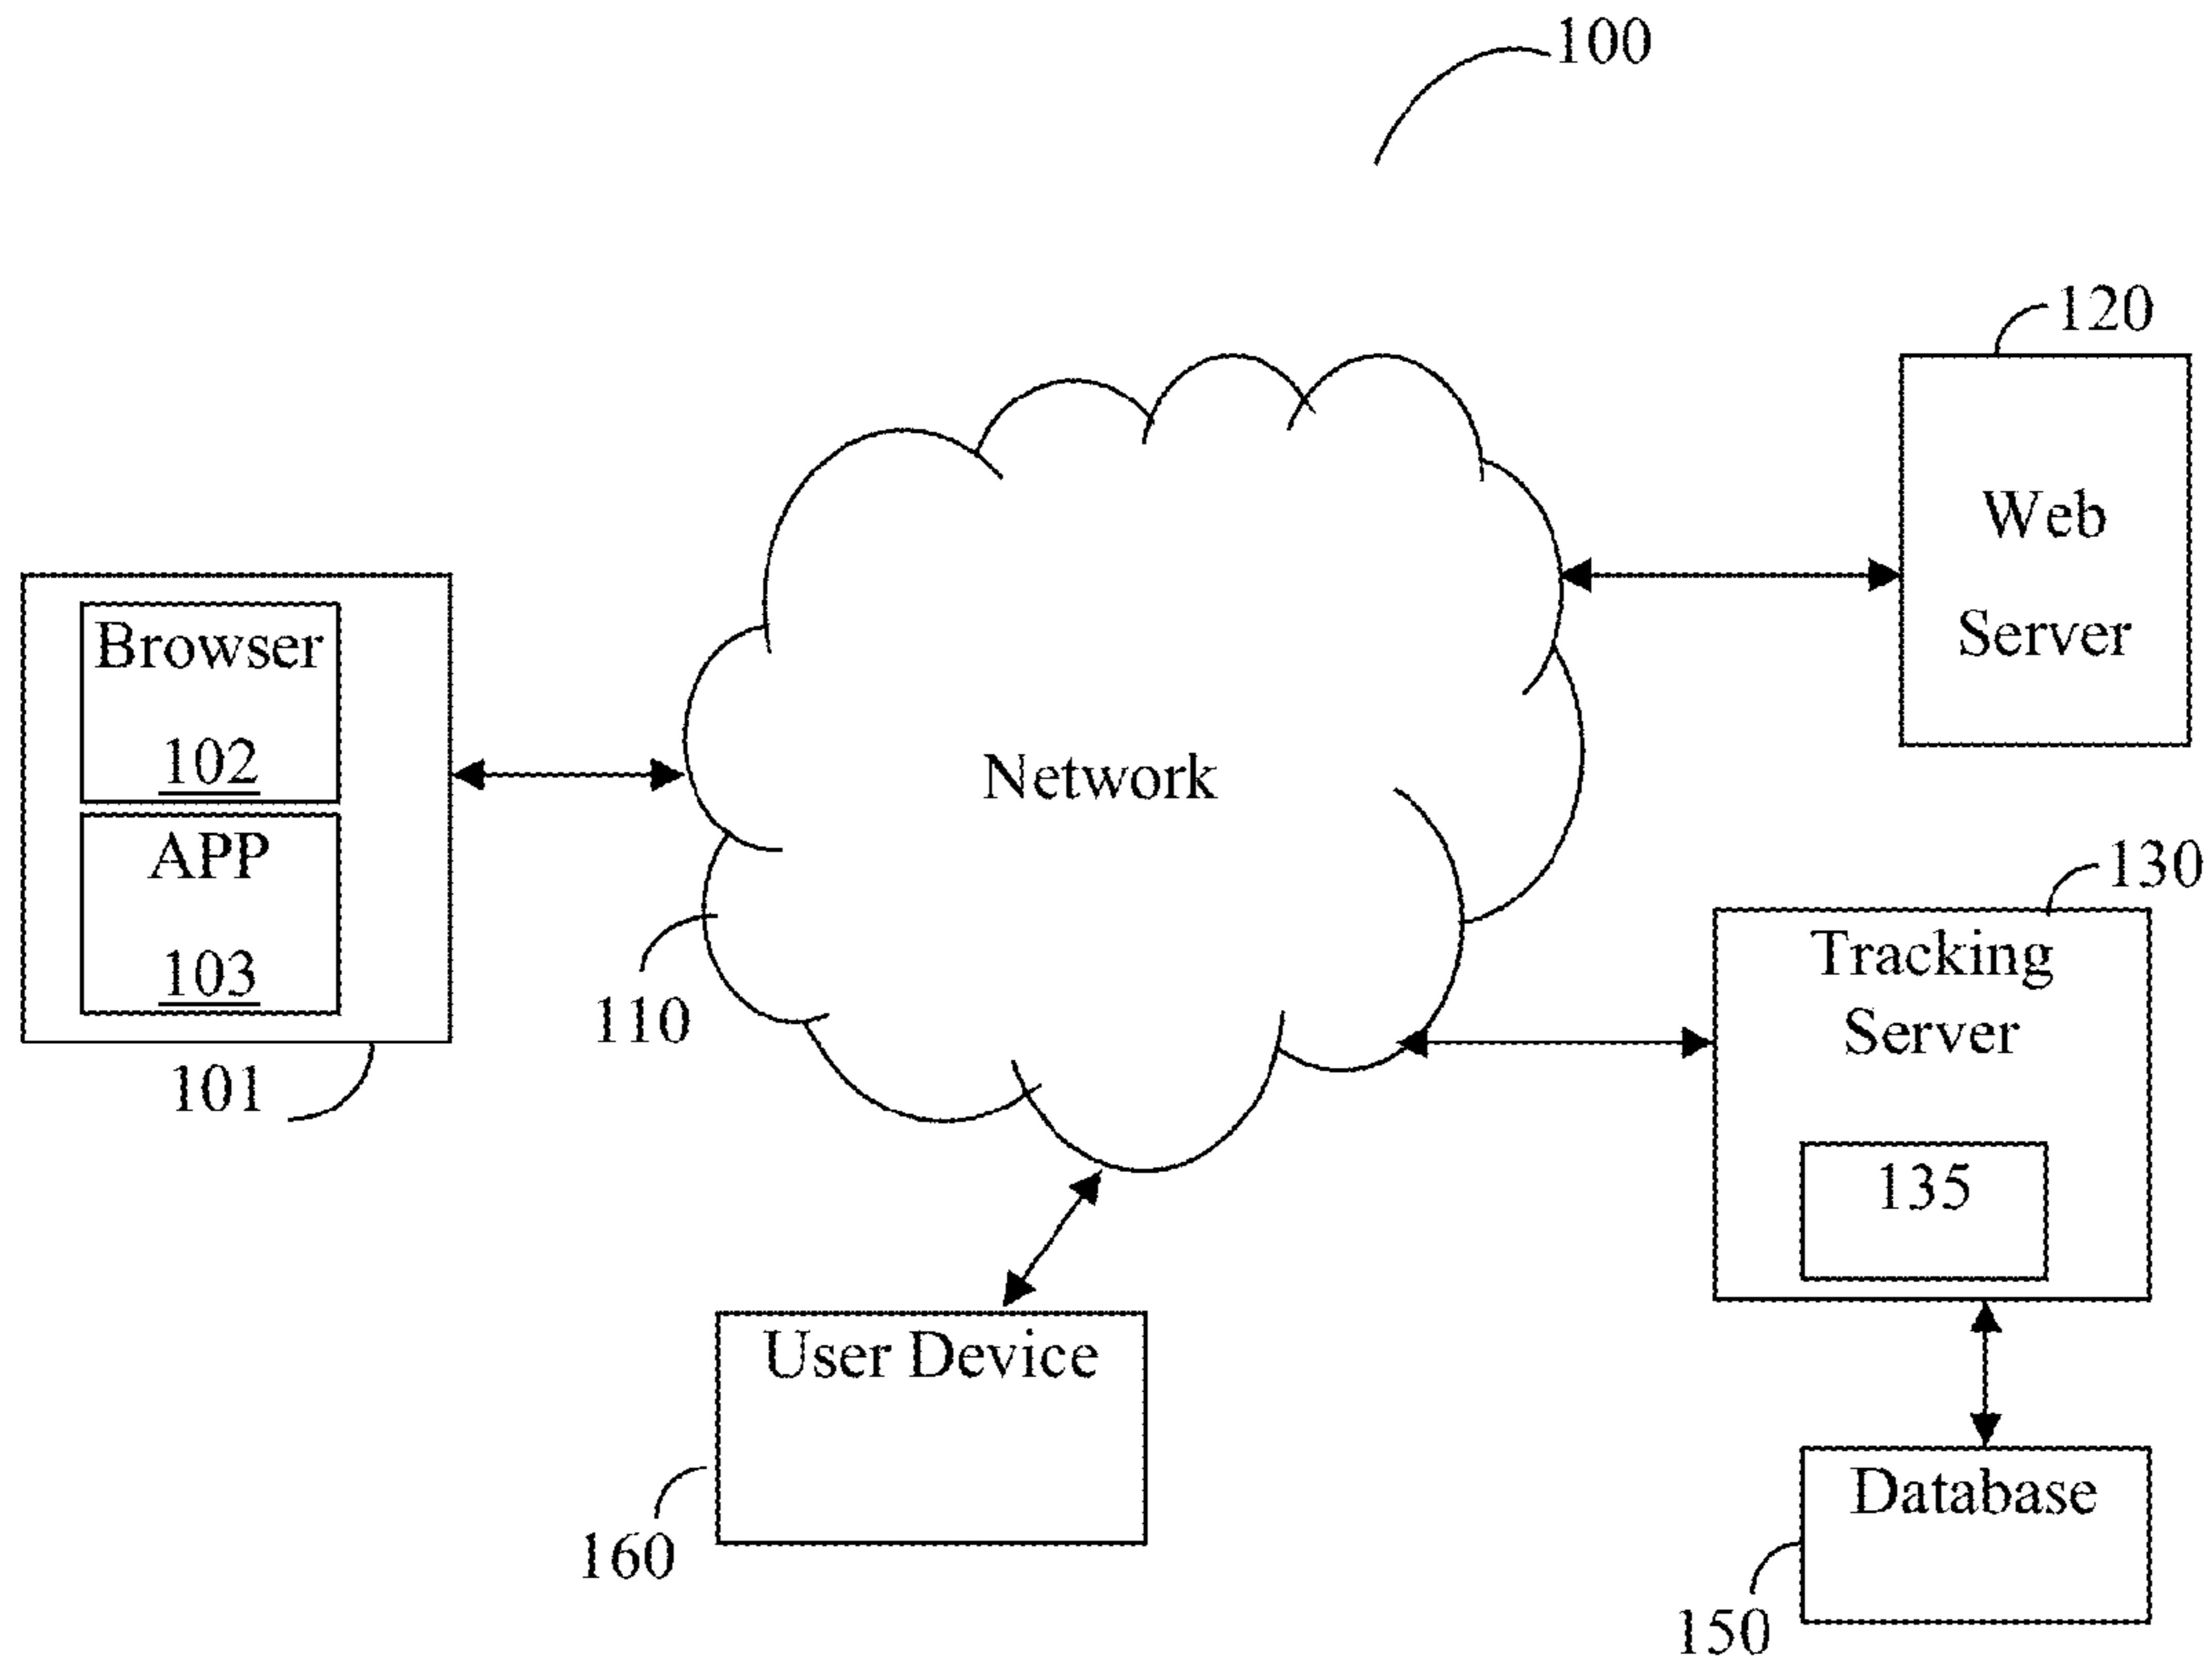 100
120
Web
Server
Browser
102
APP
103
101
Network
110
130
Tracking
Server
135
User Device
160
Database
150